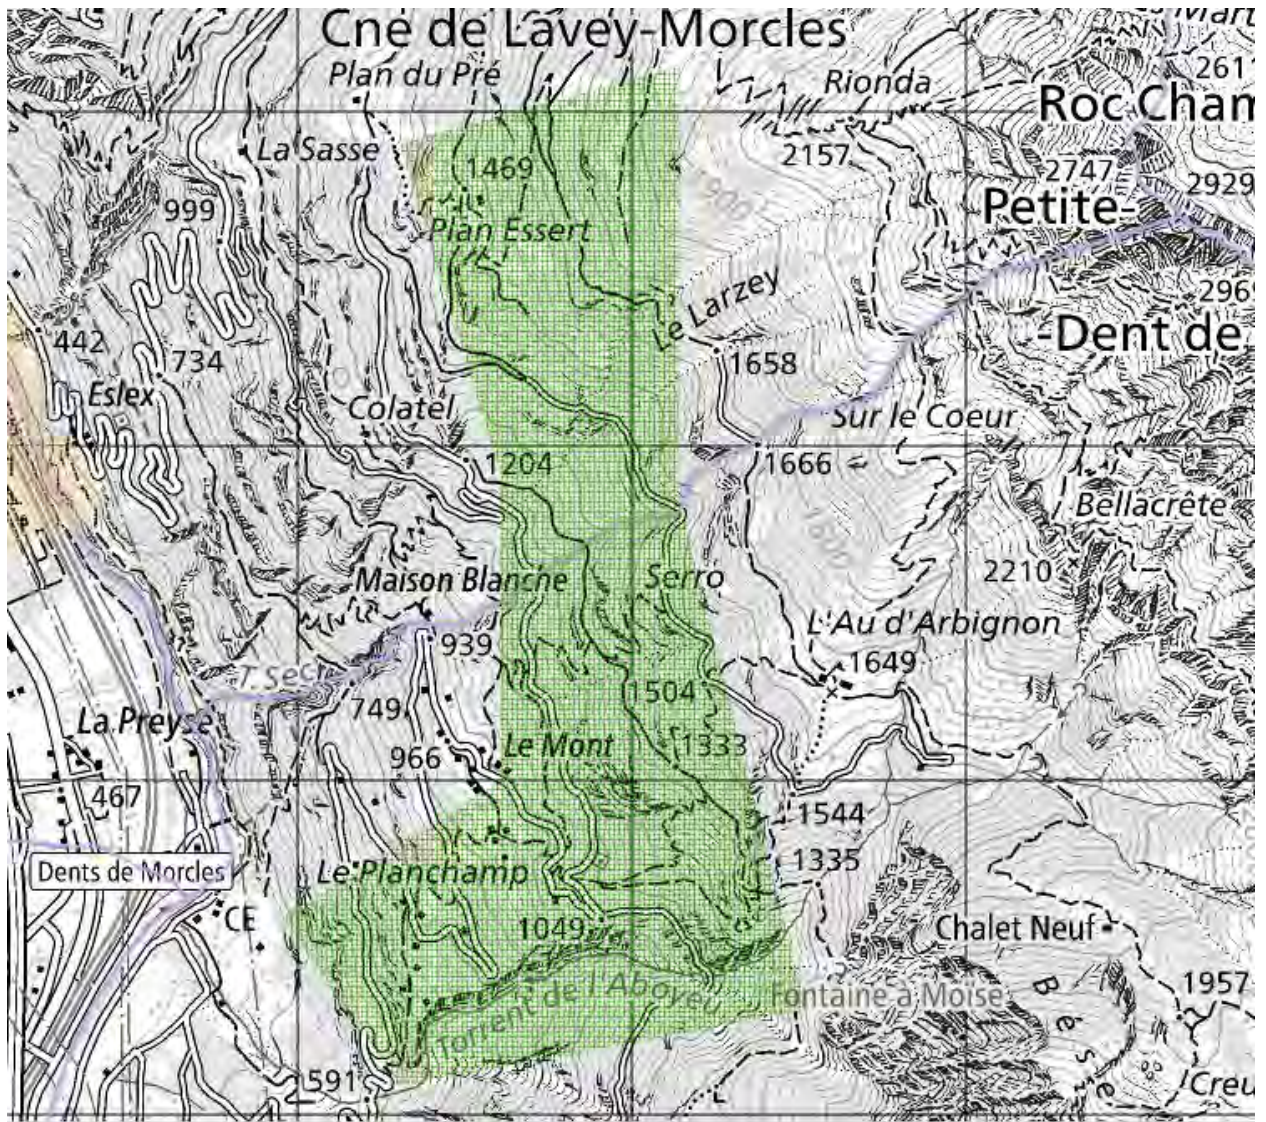 Cne de Lavey-Morcles
Plan du Pré
Rionda
2611
Roc Cham
La Sasse
1469
2157
2747
2929
999
1900
Petite-
Plan Essert
Le Larzey
2969
442
734
1658
-Dent de
Eslex
Colatel
Sur le Coeur
1204
1666
Bellacrête
Maison Blanche
Serro
2210
L'Au d'Arbignon
939
1649
T. Sec
749
1504
La Preyse
966
Le Mont
1333
467
1544
Dents de Morcles
Le Planchamp
1335
CE
1049
Chalet Neuf
Torrent de l'Aboyeu
Fontaine à Moïse
1957
Bésse
591
Creu